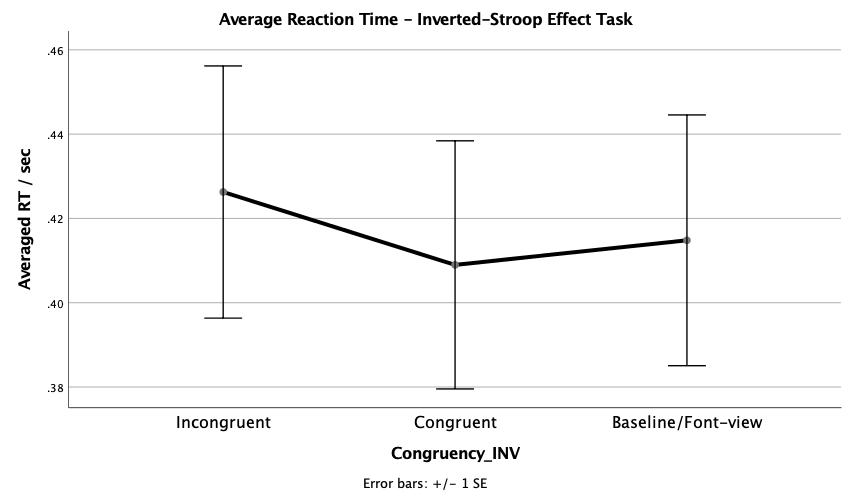 Average Reaction Time – Inverted-Stroop Effect Task
Averaged RT / sec
.46
.44
.42
.40
.38
Incongruent Congruent Baseline/Font-view
Congruency_INV
Error bars: +/- 1 SE